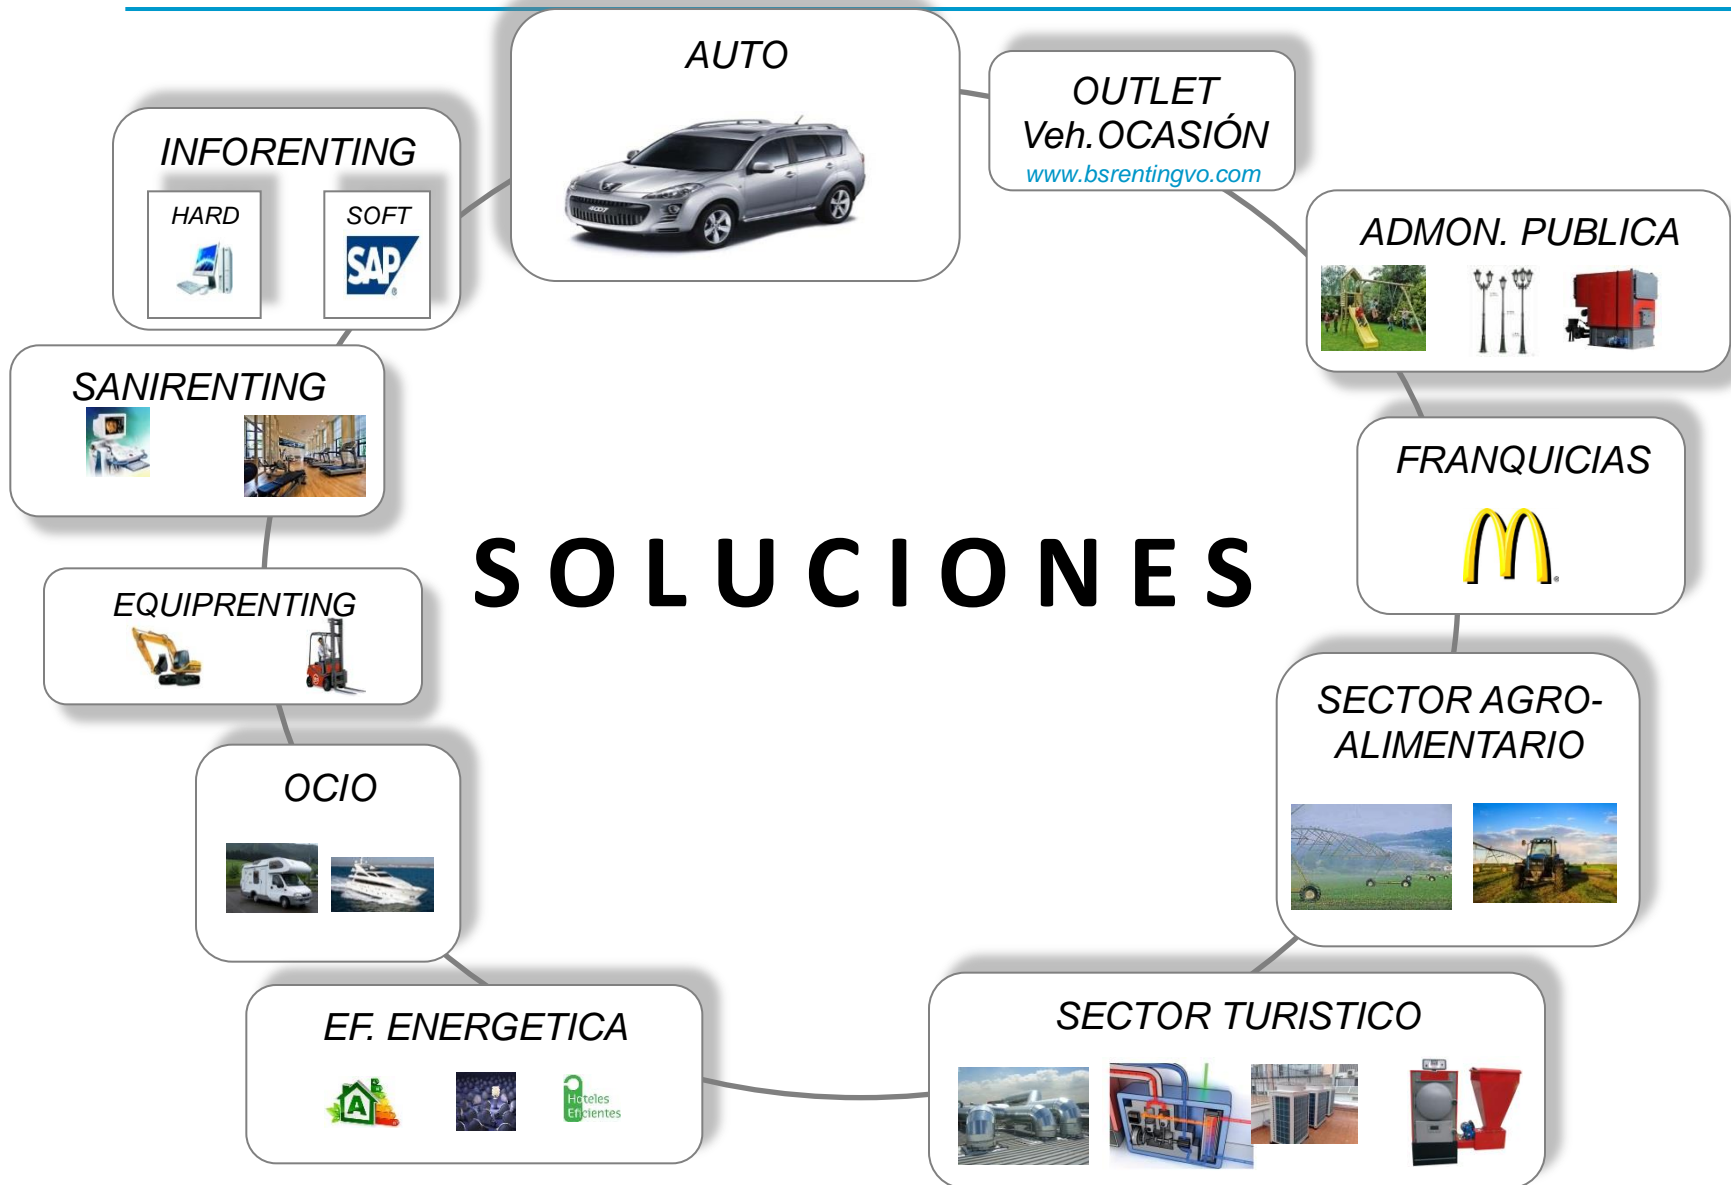 AUTO
OUTLET
Veh.OCASIÓN
www.bsrentingvo.com
INFORENTING
HARD
SOFT
SAP
ADMON. PUBLICA
SANIRENTING
FRANQUICIAS
SOLUCIONES
EQUIPRENTING
SECTOR AGRO-
ALIMENTARIO
OCIO
EF. ENERGETICA
A
Hoteles
Eficientes
SECTOR TURISTICO